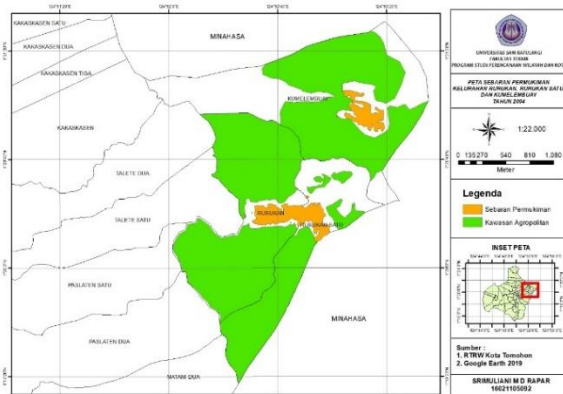 KAKASKASEN SATU
KAKASKASEN DUA
KAKASKASEN TIGA
KAKASKASEN
TALETE DUA
TALETE SATU
PASLATEN SATU
PASLATEN DUA
MATANI DUA
MINAHASA
KUMELEMBUAY
RURUKAN
RURUKAN SATU
MINAHASA
UNIVERSITAS SAM RATULANGI
FAKULTAS TEKNIK
PROGRAM STUDI PERENCANAAN WILAYAH DAN KOTA
PETA SEBARAN PERMUKIMAN
KELURAHAN RURUKAN, RURUKAN SATU
DAN KUMELEMBUAY
TAHUN 2004
1:22.000
0 135 270 540 810 1.080
Meter
Legenda
Sebaran Permukiman
Kawasan Agropolitan
INSET PETA
Sumber :
1. RTRW Kota Tomohon
2. Google Earth 2019
SRIMULIANI M D RAPAR
16021105092